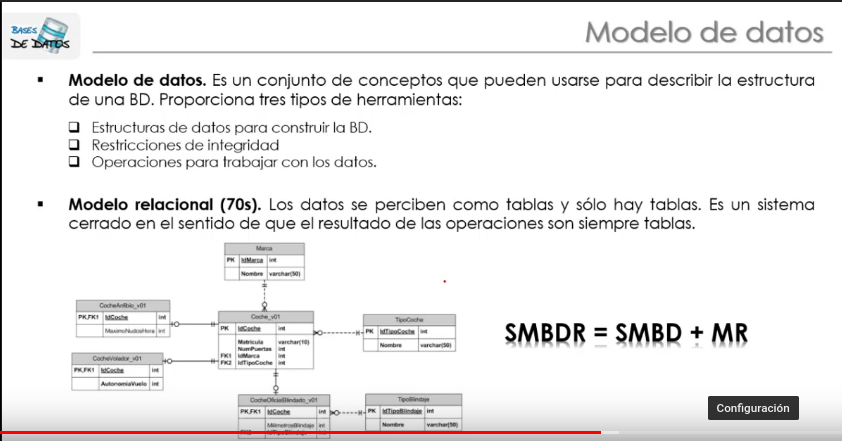 BASES
DE DATOS
Modelo de datos
▪ Modelo de datos. Es un conjunto de conceptos que pueden usarse para describir la estructura
de una BD. Proporciona tres tipos de herramientas:
❑ Estructuras de datos para construir la BD.
❑ Restricciones de integridad
❑ Operaciones para trabajar con los datos.
▪ Modelo relacional (70s). Los datos se perciben como tablas y sólo hay tablas. Es un sistema
cerrado en el sentido de que el resultado de las operaciones son siempre tablas.
Marca
PK IdMarca int
Nombre varchar(50)
CocheAnfibio_v01
PK,FK1 IdCoche int
MaximoNudosHora int
Coche_v01
PK IdCoche int
Matricula varchar(10)
NumPuertas int
FK1 IdMarca int
FK2 IdTipoCoche int
TipoCoche
PK IdTipoCoche int
Nombre varchar(50)
CocheVolador_v01
PK,FK1 IdCoche int
AutonomiaVuelo int
CocheOficialBlindado_v01
PK,FK1 IdCoche int
MilimetrosBlindaje int
TipoBlindaje
PK IdTipoBlindaje int
Nombre varchar(50)
SMBDR = SMBD + MR
Configuración